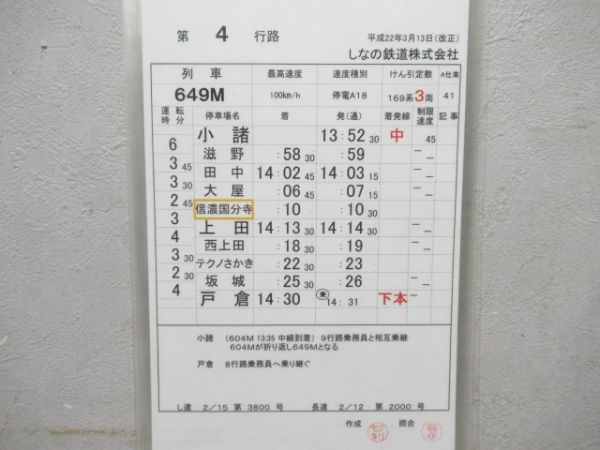 第 4 行路 平成22年3月13日(改正)
しなの鉄道株式会社
列車 最高速度 速度種別 けん引定数 A仕業
649M 100km/h 停電A18 169系3両 41
運転時分 停車場名 着 発(通) 着発線 制限速度 記事
小諸 13:52 30 中 45
6
滋野 :58 30 :59 — —
3 45
田中 14:02 45 14:03 15 — —
3 30
大屋 :06 45 :07 15 — —
2 45
信濃国分寺 :10 :10 30 — —
3
上田 14:13 30 14:14 30 — —
4
西上田 :18 :19 — —
3
テクノさかき :22 :23 — —
2 30
坂城 :25 30 :26 — —
4
戸倉 14:30 乗 14:31 下本 —
小諸 (604M 13:35 中線到着) 9行路乗務員と相互乗継
604Mが折り返し649Mとなる
戸倉 8行路乗務員へ乗り継ぐ
し達 2/15 第 3800 号 長達 2/12 第 2000 号
作成 照会